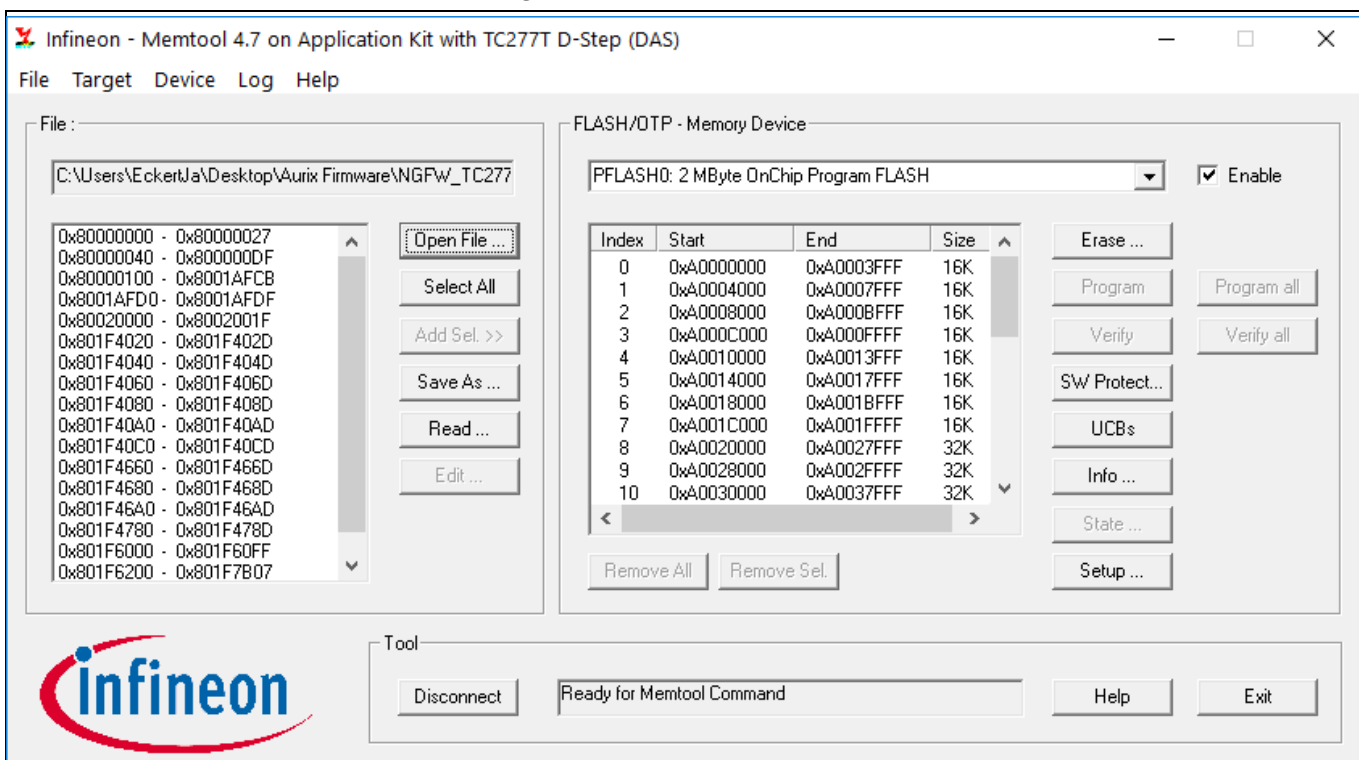 Infineon - Memtool 4.7 on Application Kit with TC277T D-Step (DAS)
File Target Device Log Help
File :
C:\Users\EckertJa\Desktop\Aurix Firmware\NGFW_TC277
0x80000000 - 0x80000027
0x80000040 - 0x800000DF
0x80000100 - 0x8001AFCB
0x8001AFD0 - 0x8001AFDF
0x80020000 - 0x8002001F
0x801F4020 - 0x801F402D
0x801F4040 - 0x801F404D
0x801F4060 - 0x801F406D
0x801F4080 - 0x801F408D
0x801F40A0 - 0x801F40AD
0x801F40C0 - 0x801F40CD
0x801F4660 - 0x801F466D
0x801F4680 - 0x801F468D
0x801F46A0 - 0x801F46AD
0x801F4780 - 0x801F478D
0x801F6000 - 0x801F60FF
0x801F6200 - 0x801F7B07
Open File ...
Select All
Add Sel. >>
Save As ...
Read ...
Edit ...
FLASH/OTP - Memory Device
PFLASH0: 2 MByte OnChip Program FLASH
Enable
Index Start End Size
0 0xA0000000 0xA0003FFF 16K
1 0xA0004000 0xA0007FFF 16K
2 0xA0008000 0xA000BFFF 16K
3 0xA000C000 0xA000FFFF 16K
4 0xA0010000 0xA0013FFF 16K
5 0xA0014000 0xA0017FFF 16K
6 0xA0018000 0xA001BFFF 16K
7 0xA001C000 0xA001FFFF 16K
8 0xA0020000 0xA0027FFF 32K
9 0xA0028000 0xA002FFFF 32K
10 0xA0030000 0xA0037FFF 32K
Remove All Remove Sel.
Erase ...
Program Program all
Verify Verify all
SW Protect...
UCBs
Info ...
State ...
Setup ...
infineon
Tool
Disconnect Ready for Memtool Command Help Exit